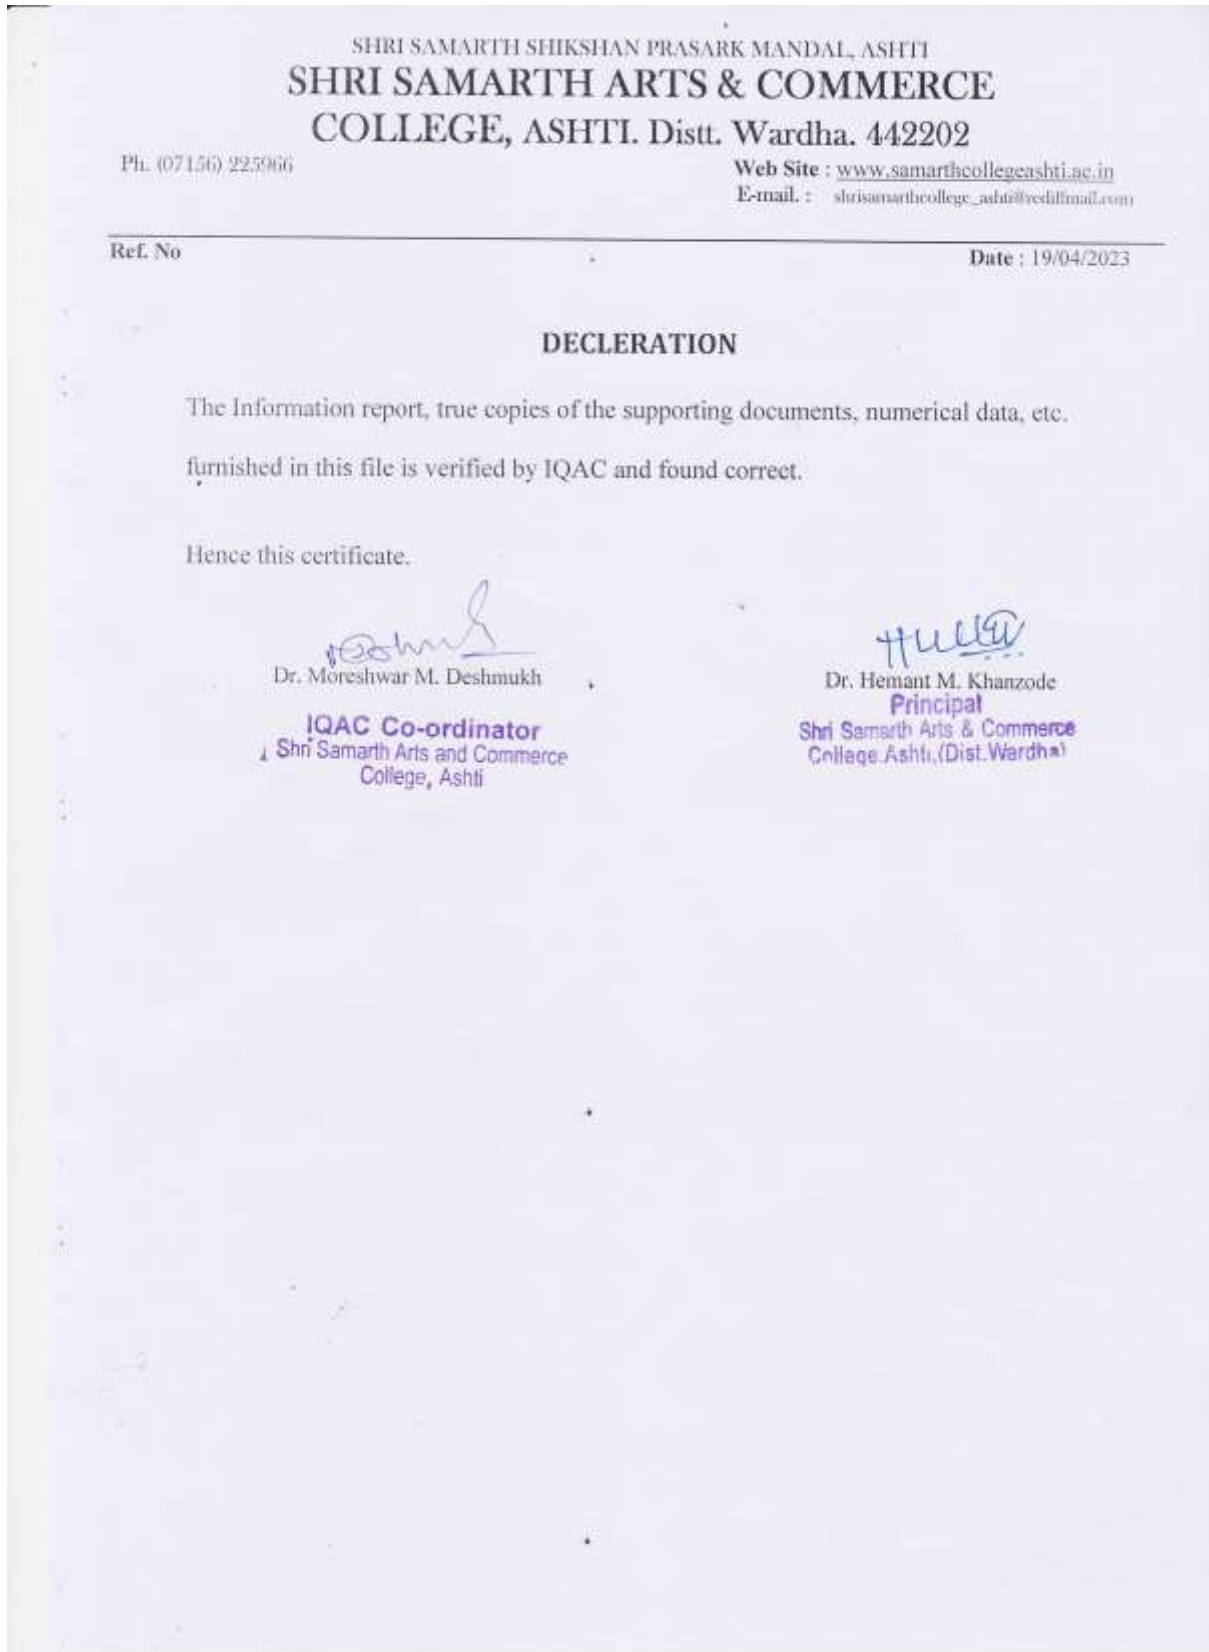 SHRI SAMARTH SHIKSHAN PRASARK MANDAL, ASHTI
SHRI SAMARTH ARTS & COMMERCE
COLLEGE, ASHTI. Distt. Wardha. 442202
Ph. (07156) 225966
Web Site : www.samarthcollegeashti.ac.in
E-mail. : shrisamarthcollege_ashti@rediffmail.com
Ref. No
Date : 19/04/2023
DECLERATION
The Information report, true copies of the supporting documents, numerical data, etc.
furnished in this file is verified by IQAC and found correct.
Hence this certificate.
Dr. Moreshwar M. Deshmukh
IQAC Co-ordinator
Shri Samarth Arts and Commerce
College, Ashti
Dr. Hemant M. Khanzode
Principal
Shri Samarth Arts & Commerce
College.Ashti,(Dist.Wardha)